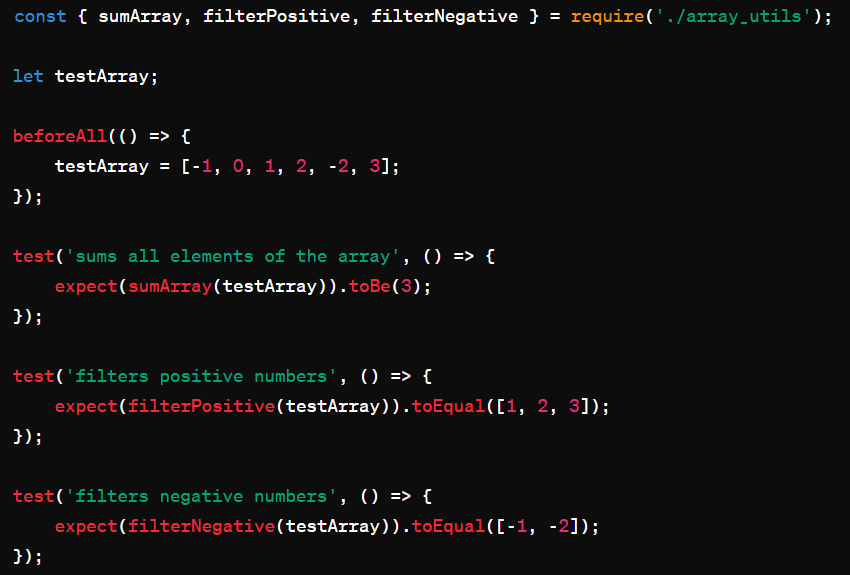 const { sumArray, filterPositive, filterNegative } = require('./array_utils');
let testArray;
beforeAll(() => {
    testArray = [-1, 0, 1, 2, -2, 3];
});
test('sums all elements of the array', () => {
    expect(sumArray(testArray)).toBe(3);
});
test('filters positive numbers', () => {
    expect(filterPositive(testArray)).toEqual([1, 2, 3]);
});
test('filters negative numbers', () => {
    expect(filterNegative(testArray)).toEqual([-1, -2]);
});